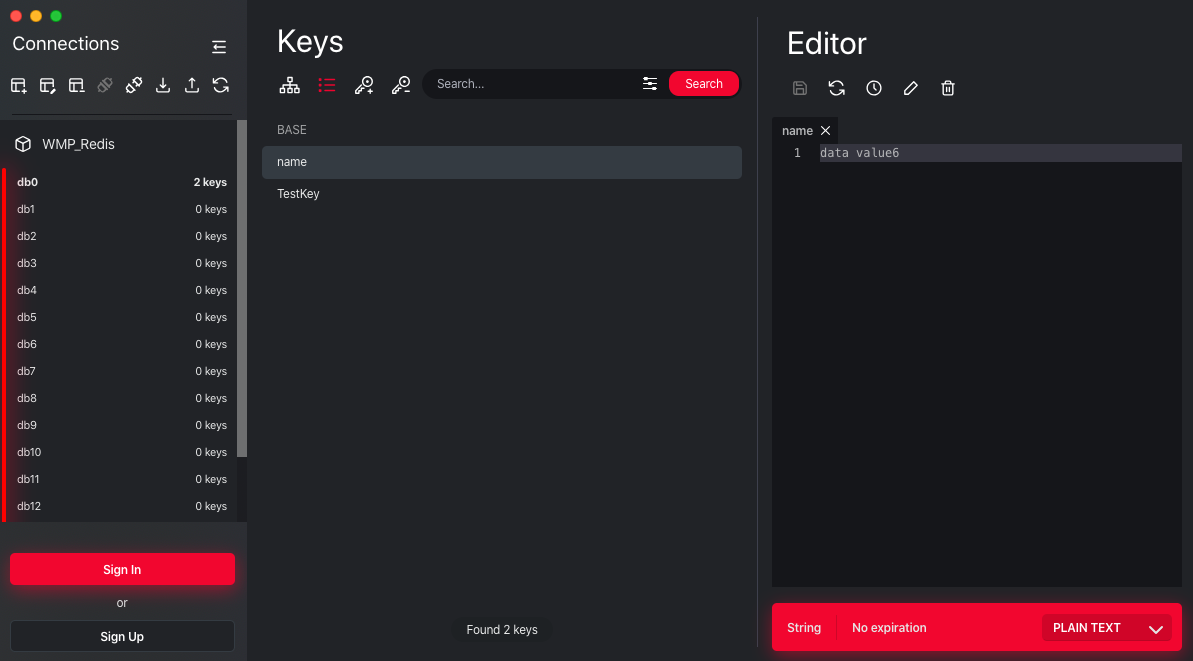 Connections
WMP_Redis
db0 2 keys
db1 0 keys
db2 0 keys
db3 0 keys
db4 0 keys
db5 0 keys
db6 0 keys
db7 0 keys
db8 0 keys
db9 0 keys
db10 0 keys
db11 0 keys
db12 0 keys
Sign In
or
Sign Up
Keys
Search...
Search
BASE
name
TestKey
Found 2 keys
Editor
name
1 data value6
String No expiration PLAIN TEXT